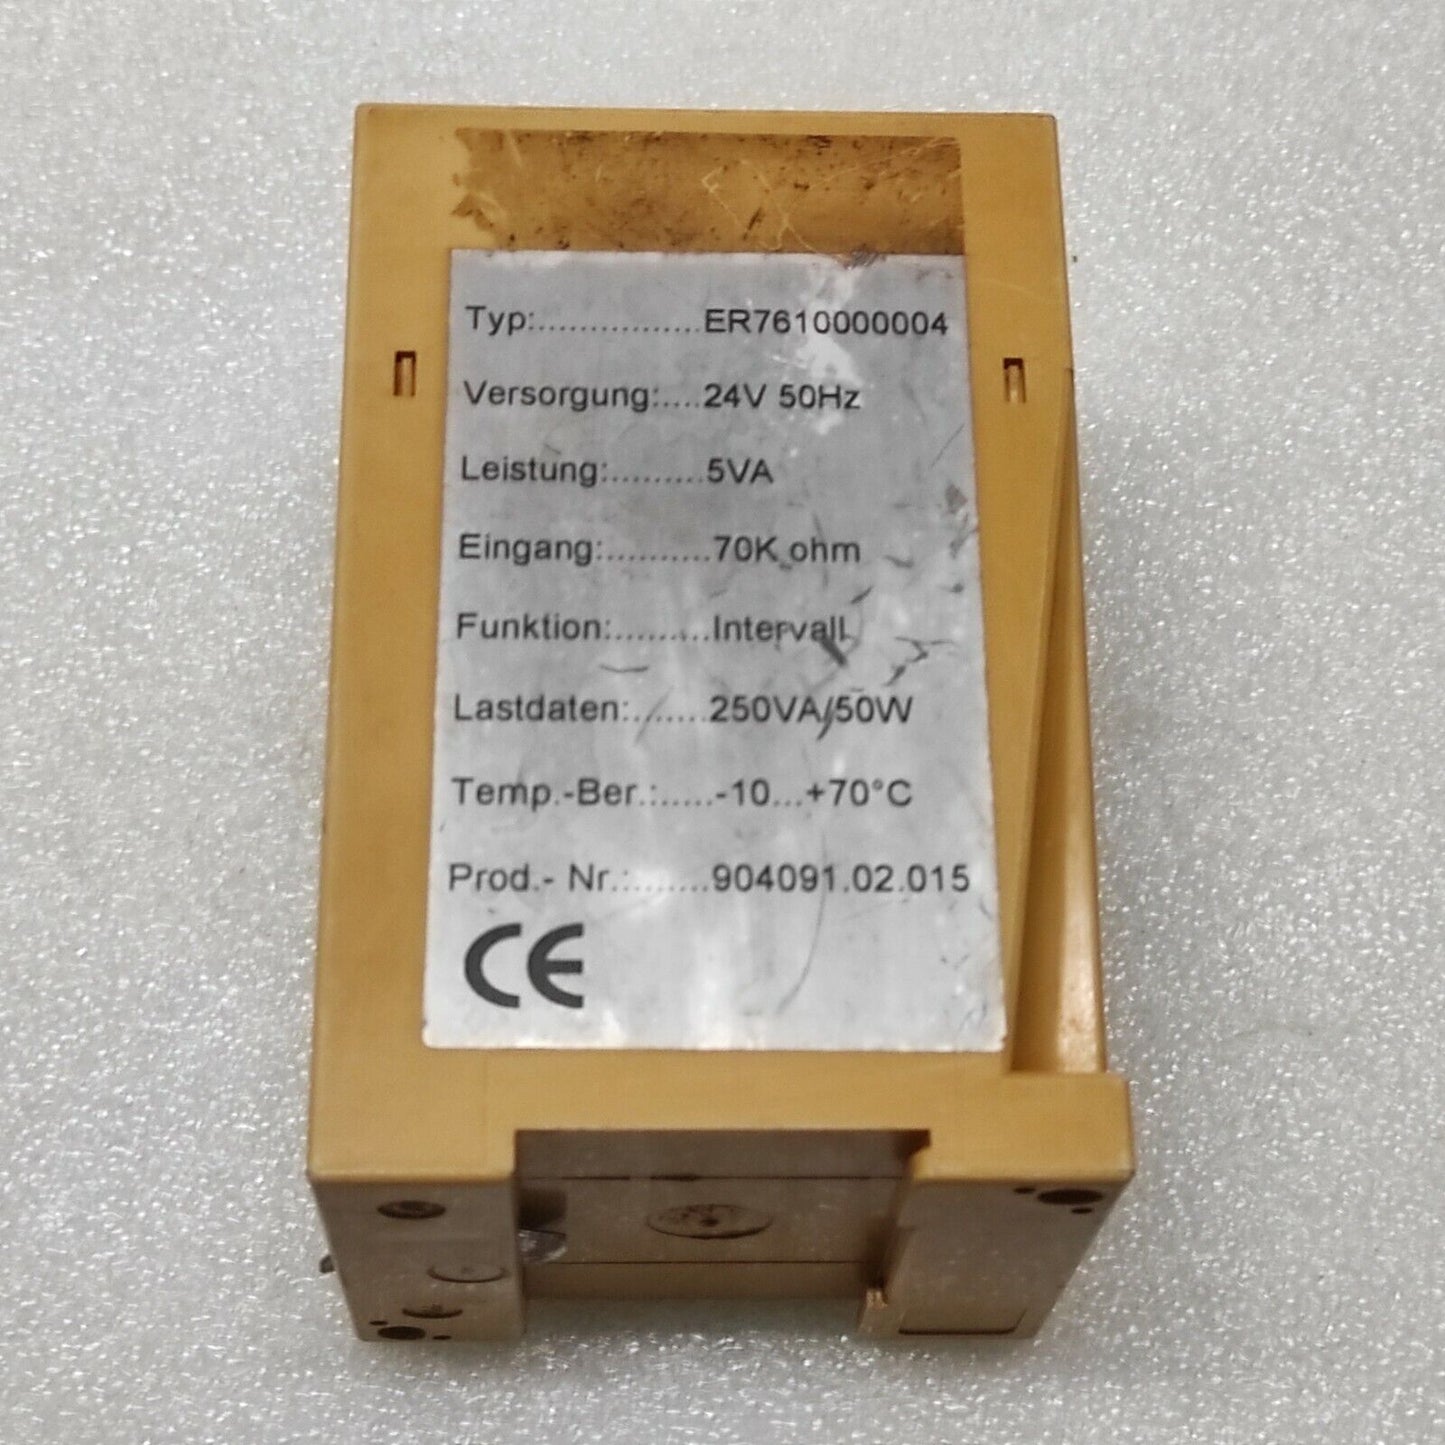 Typ:................ER7610000004
Versorgung:....24V 50Hz
Leistung:.........5VA
Eingang:..........70K ohm
Funktion:.........Intervall
Lastdaten:.......250VA/50W
Temp.-Ber.:.....-10...+70°C
Prod.- Nr.:.......904091.02.015
CE